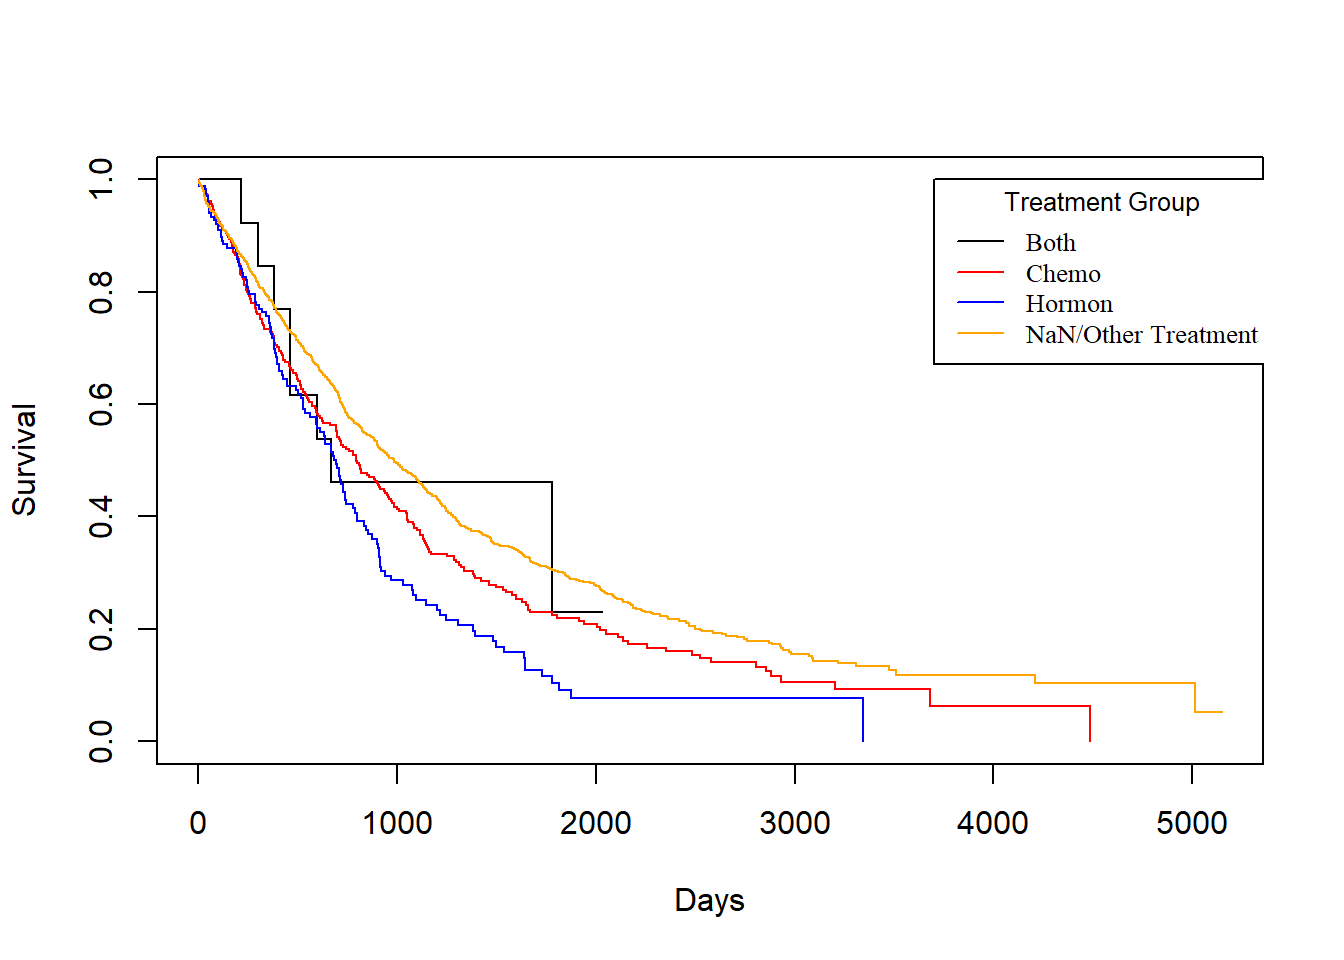 Treatment Group
Both
Chemo
Hormon
NaN/Other Treatment
Survival
1.0
0.8
0.6
0.4
0.2
0.0
0 1000 2000 3000 4000 5000
Days